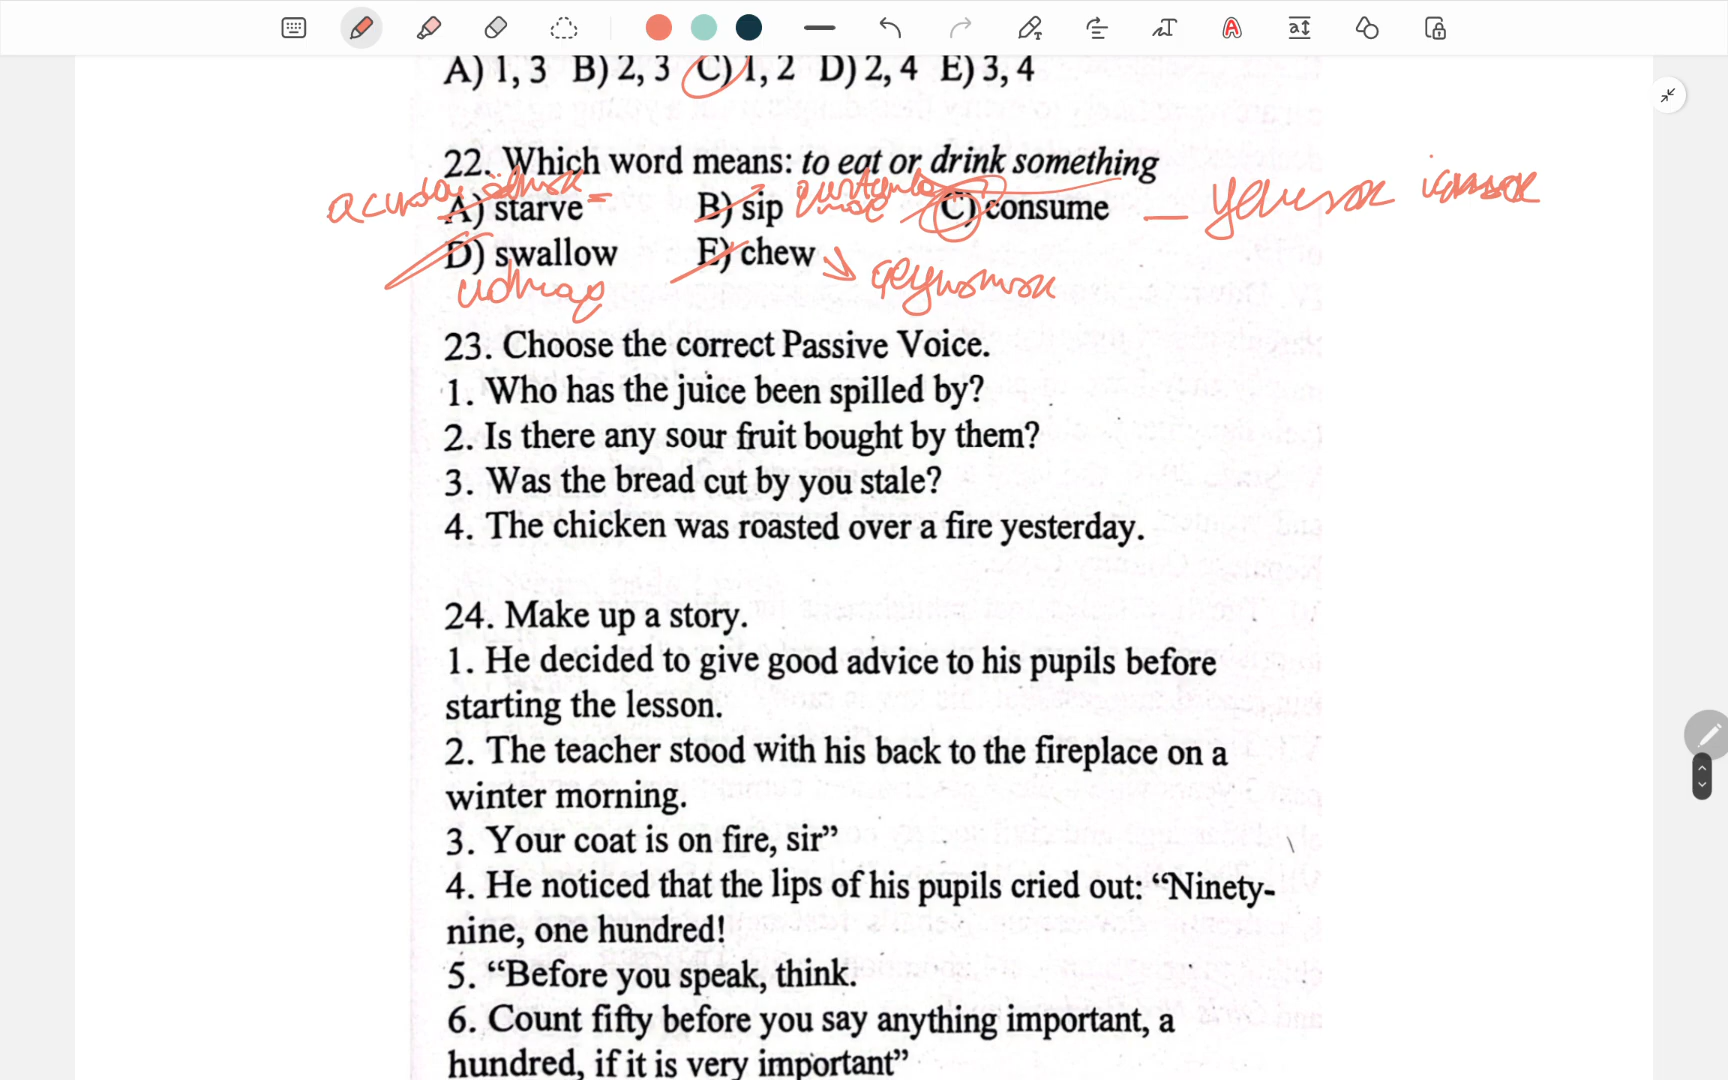 A) 1, 3 B) 2, 3 C) 1, 2 D) 2, 4 E) 3, 4
22. Which word means: to eat or drink something
A) starve B) sip C) consume
D) swallow E) chew
udmaq
23. Choose the correct Passive Voice.
1. Who has the juice been spilled by?
2. Is there any sour fruit bought by them?
3. Was the bread cut by you stale?
4. The chicken was roasted over a fire yesterday.
24. Make up a story.
1. He decided to give good advice to his pupils before
starting the lesson.
2. The teacher stood with his back to the fireplace on a
winter morning.
3. Your coat is on fire, sir”
4. He noticed that the lips of his pupils cried out: “Ninety-
nine, one hundred!
5. “Before you speak, think.
6. Count fifty before you say anything important, a
hundred, if it is very important”